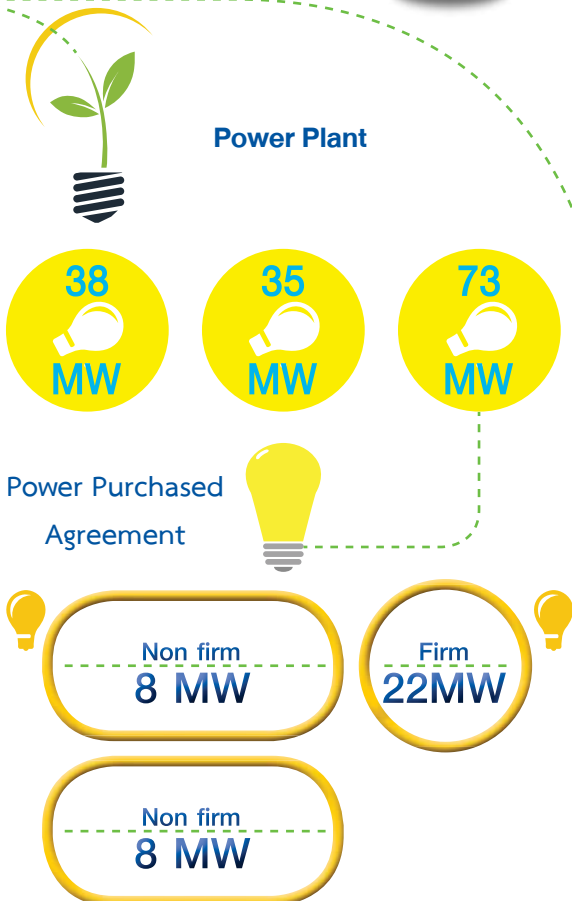 Power Plant
38 MW
35 MW
73 MW
Power Purchased
Agreement
Non firm
8 MW
Firm
22MW
Non firm
8 MW